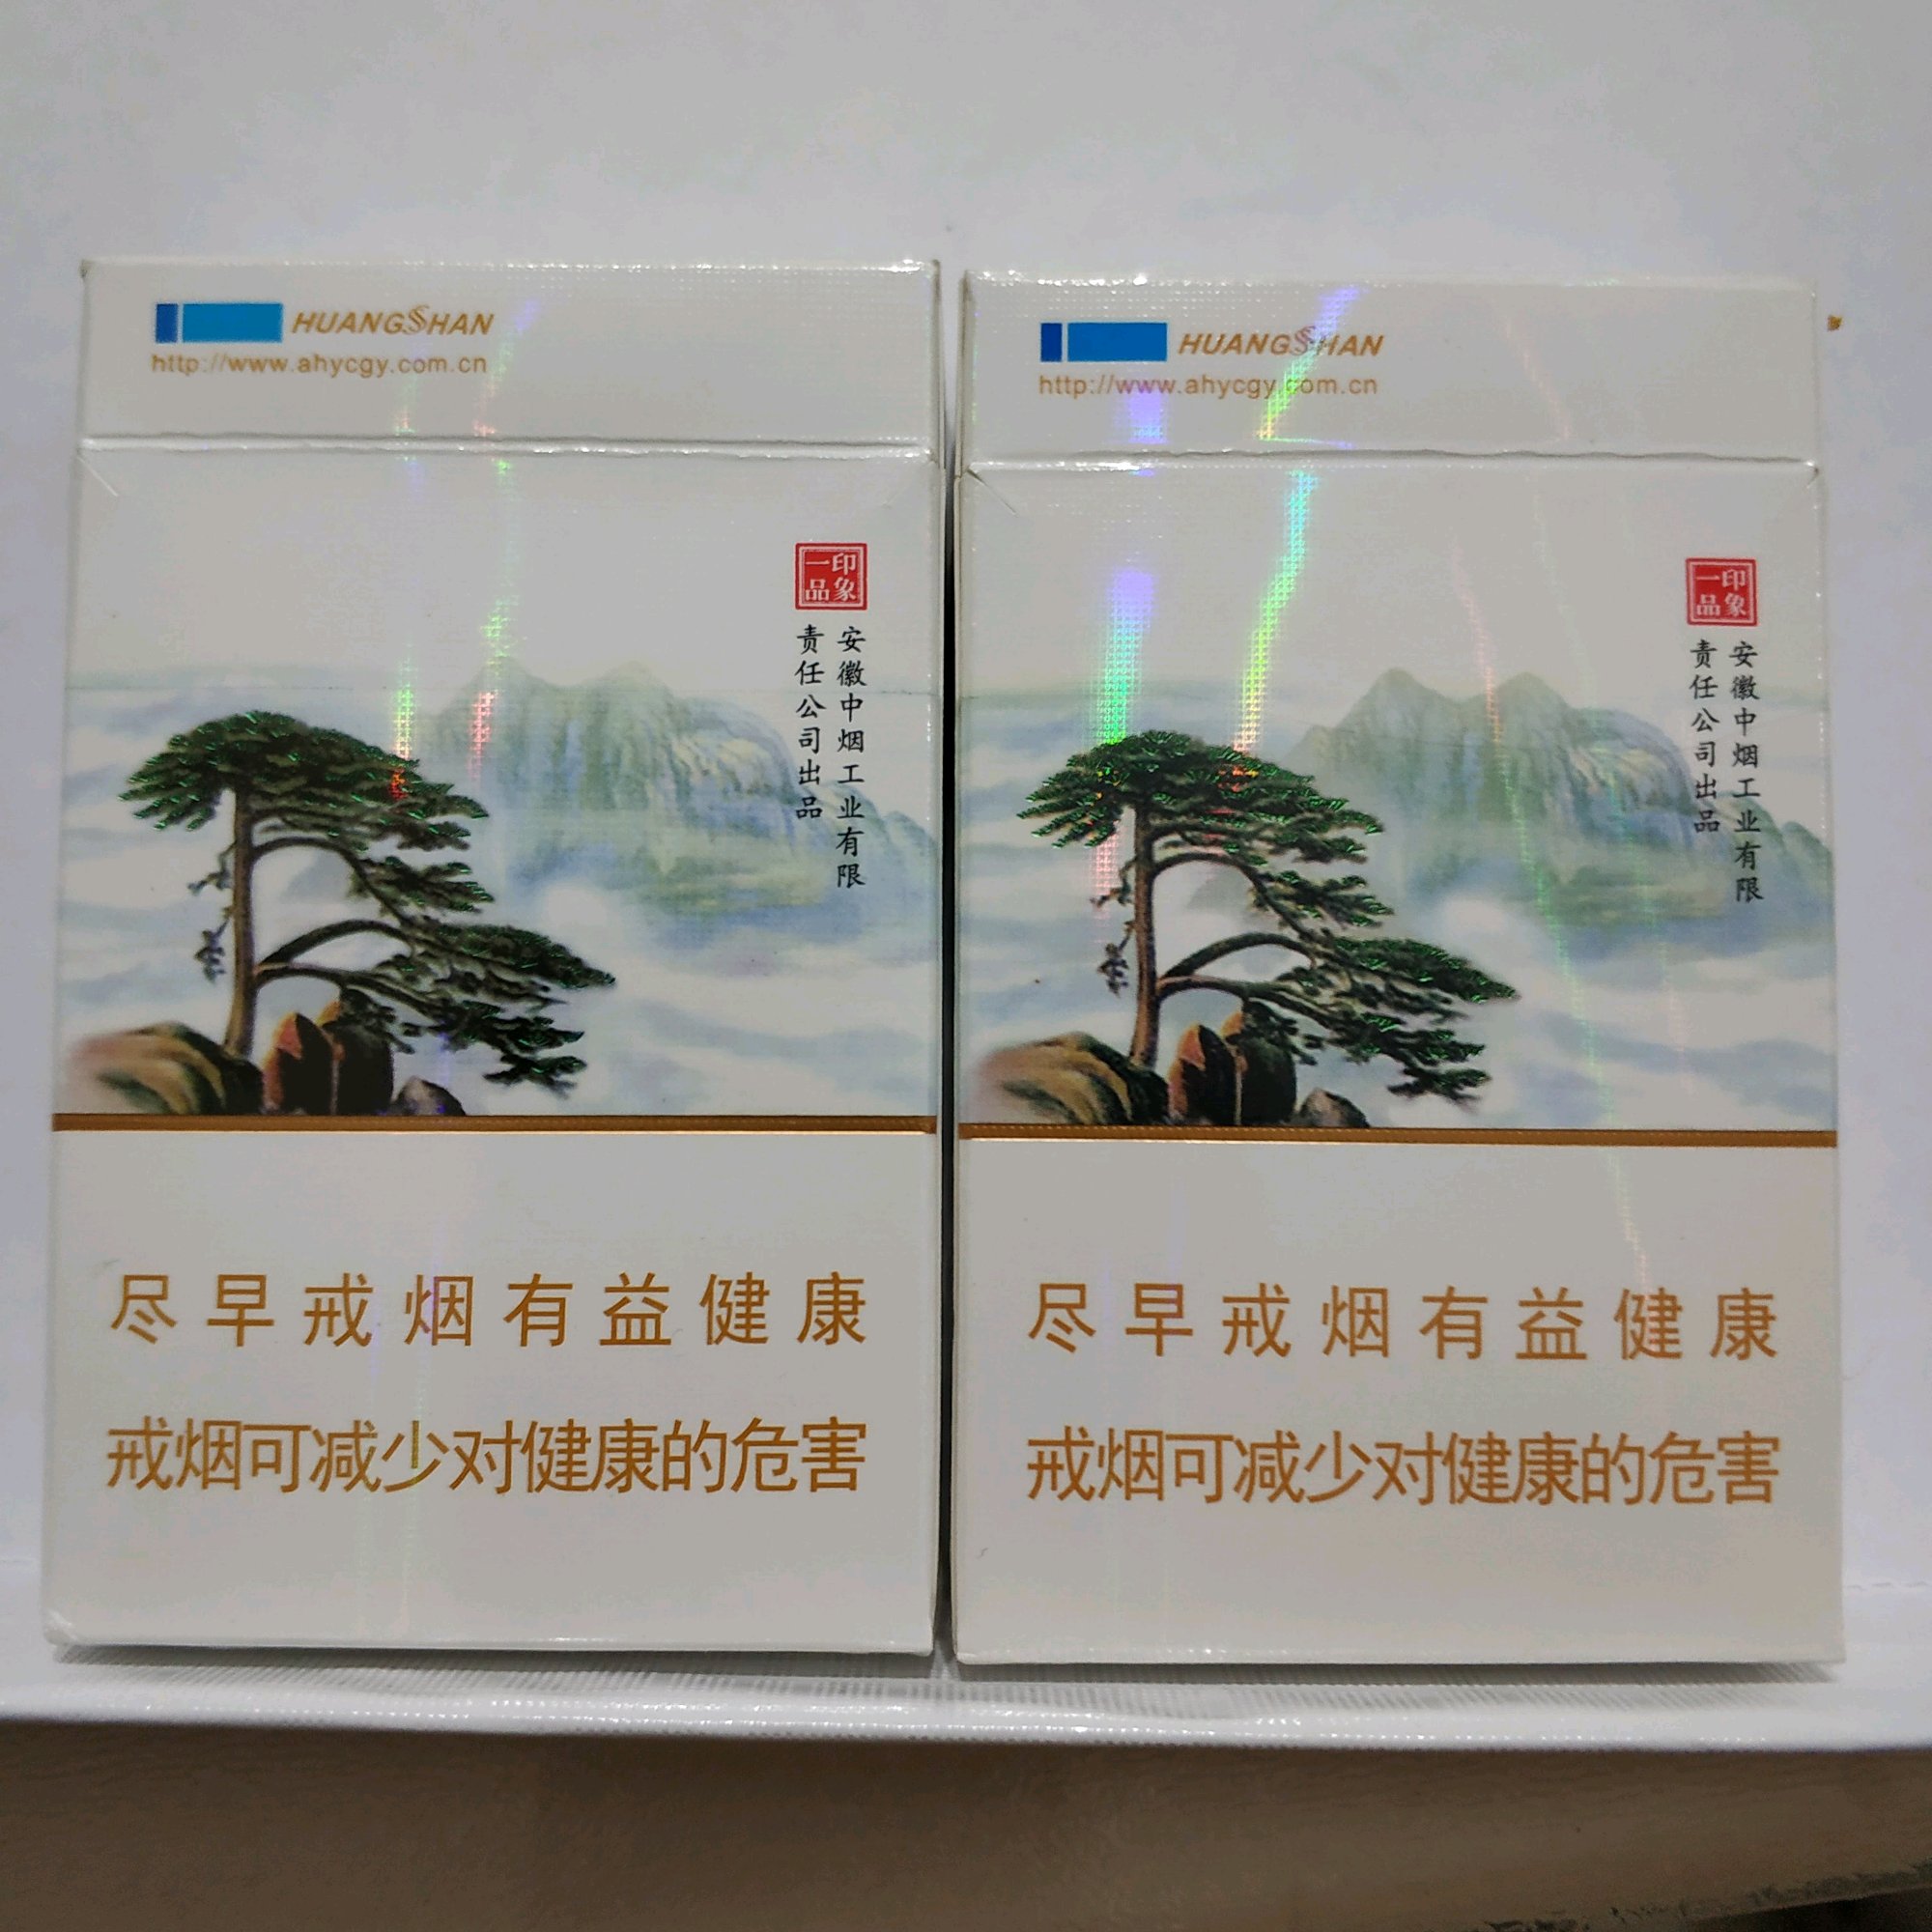 HUANGSHAN
http://www.ahycgy.com.cn
印象
一品
安徽中烟工业有限
责任公司出品
尽早戒烟有益健康
戒烟可减少对健康的危害
HUANGSHAN
http://www.ahycgy.com.cn
印象
一品
安徽中烟工业有限
责任公司出品
尽早戒烟有益健康
戒烟可减少对健康的危害